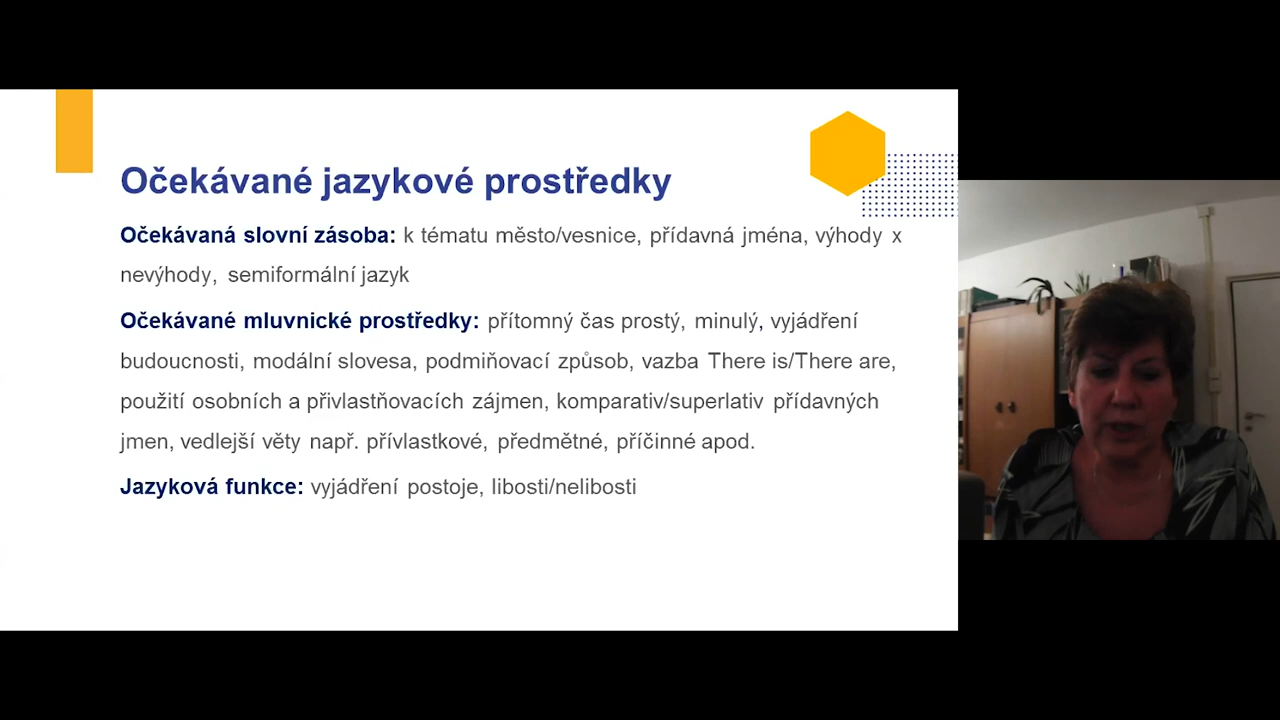 Očekávané jazykové prostředky
Očekávaná slovní zásoba: k tématu město/vesnice, přídavná jména, výhody x
nevýhody, semiformální jazyk
Očekávané mluvnické prostředky: přítomný čas prostý, minulý, vyjádření
budoucnosti, modální slovesa, podmiňovací způsob, vazba There is/There are,
použití osobních a přivlastňovacích zájmen, komparativ/superlativ přídavných
jmen, vedlejší věty např. přívlastkové, předmětné, příčinné apod.
Jazyková funkce: vyjádření postoje, libosti/nelibosti